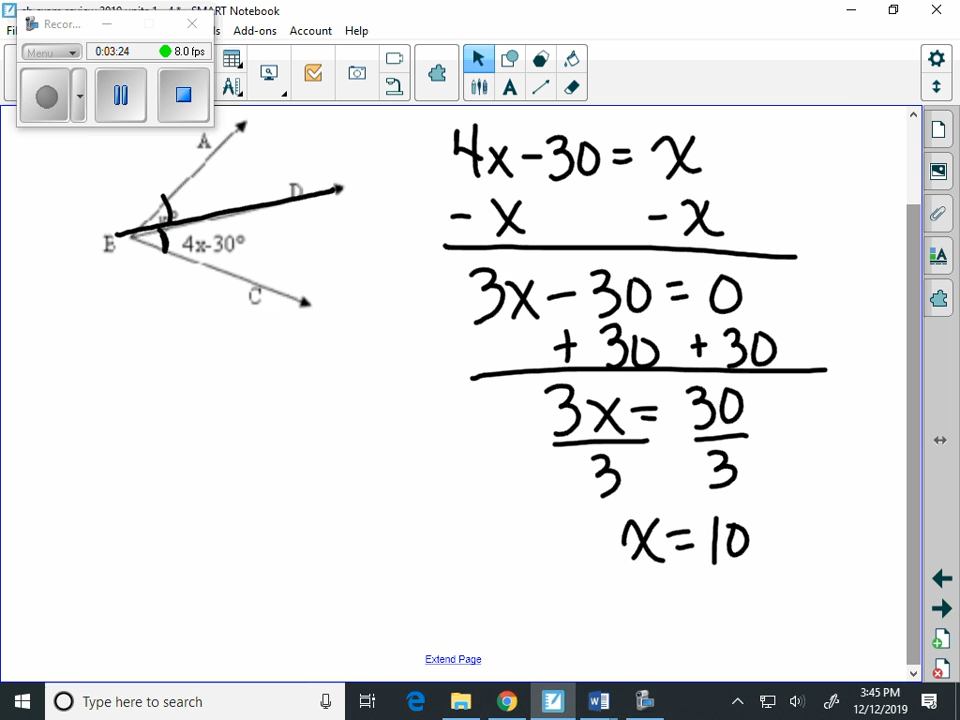 SMART Notebook
Recor...
Add-ons Account Help
Menu 0:03:24 8.0 fps
A
D
B
4x-30°
C
4x-30=x
-x -x
3x-30=0
+30 +30
3x = 30
3 3
x=10
Extend Page
Type here to search
3:45 PM
12/12/2019